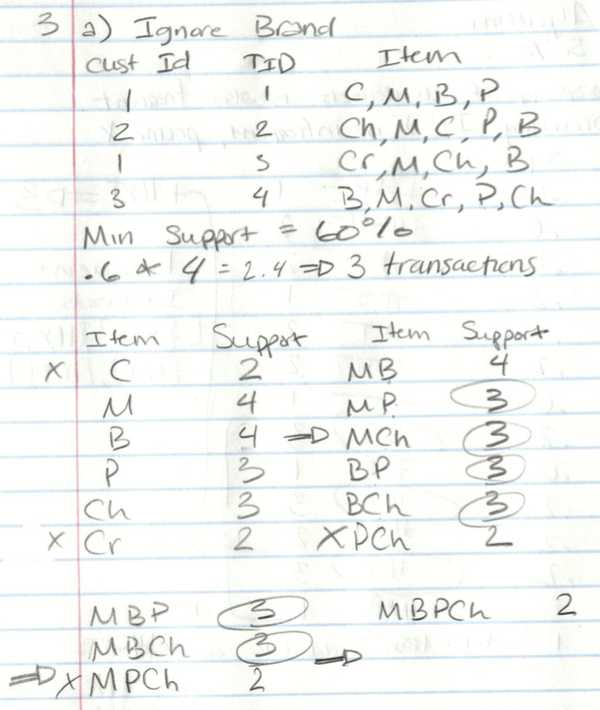 3 a) Ignore Brand
Cust Id TID Item
1 1 C, M, B, P
2 2 Ch, M, C, P, B
1 3 Cr, M, Ch, B
3 4 B, M, Cr, P, Ch
Min Support = 60%
.6 * 4 = 2.4 => 3 transactions
Item Support Item Support
x C 2 MB 4
M 4 MP 3
B 4 => MCh 3
P 3 BP 3
Ch 3 BCh 3
x Cr 2 X PCh 2
MBP 3 MBPCh 2
MBCh 3 =>
=> x MPCh 2